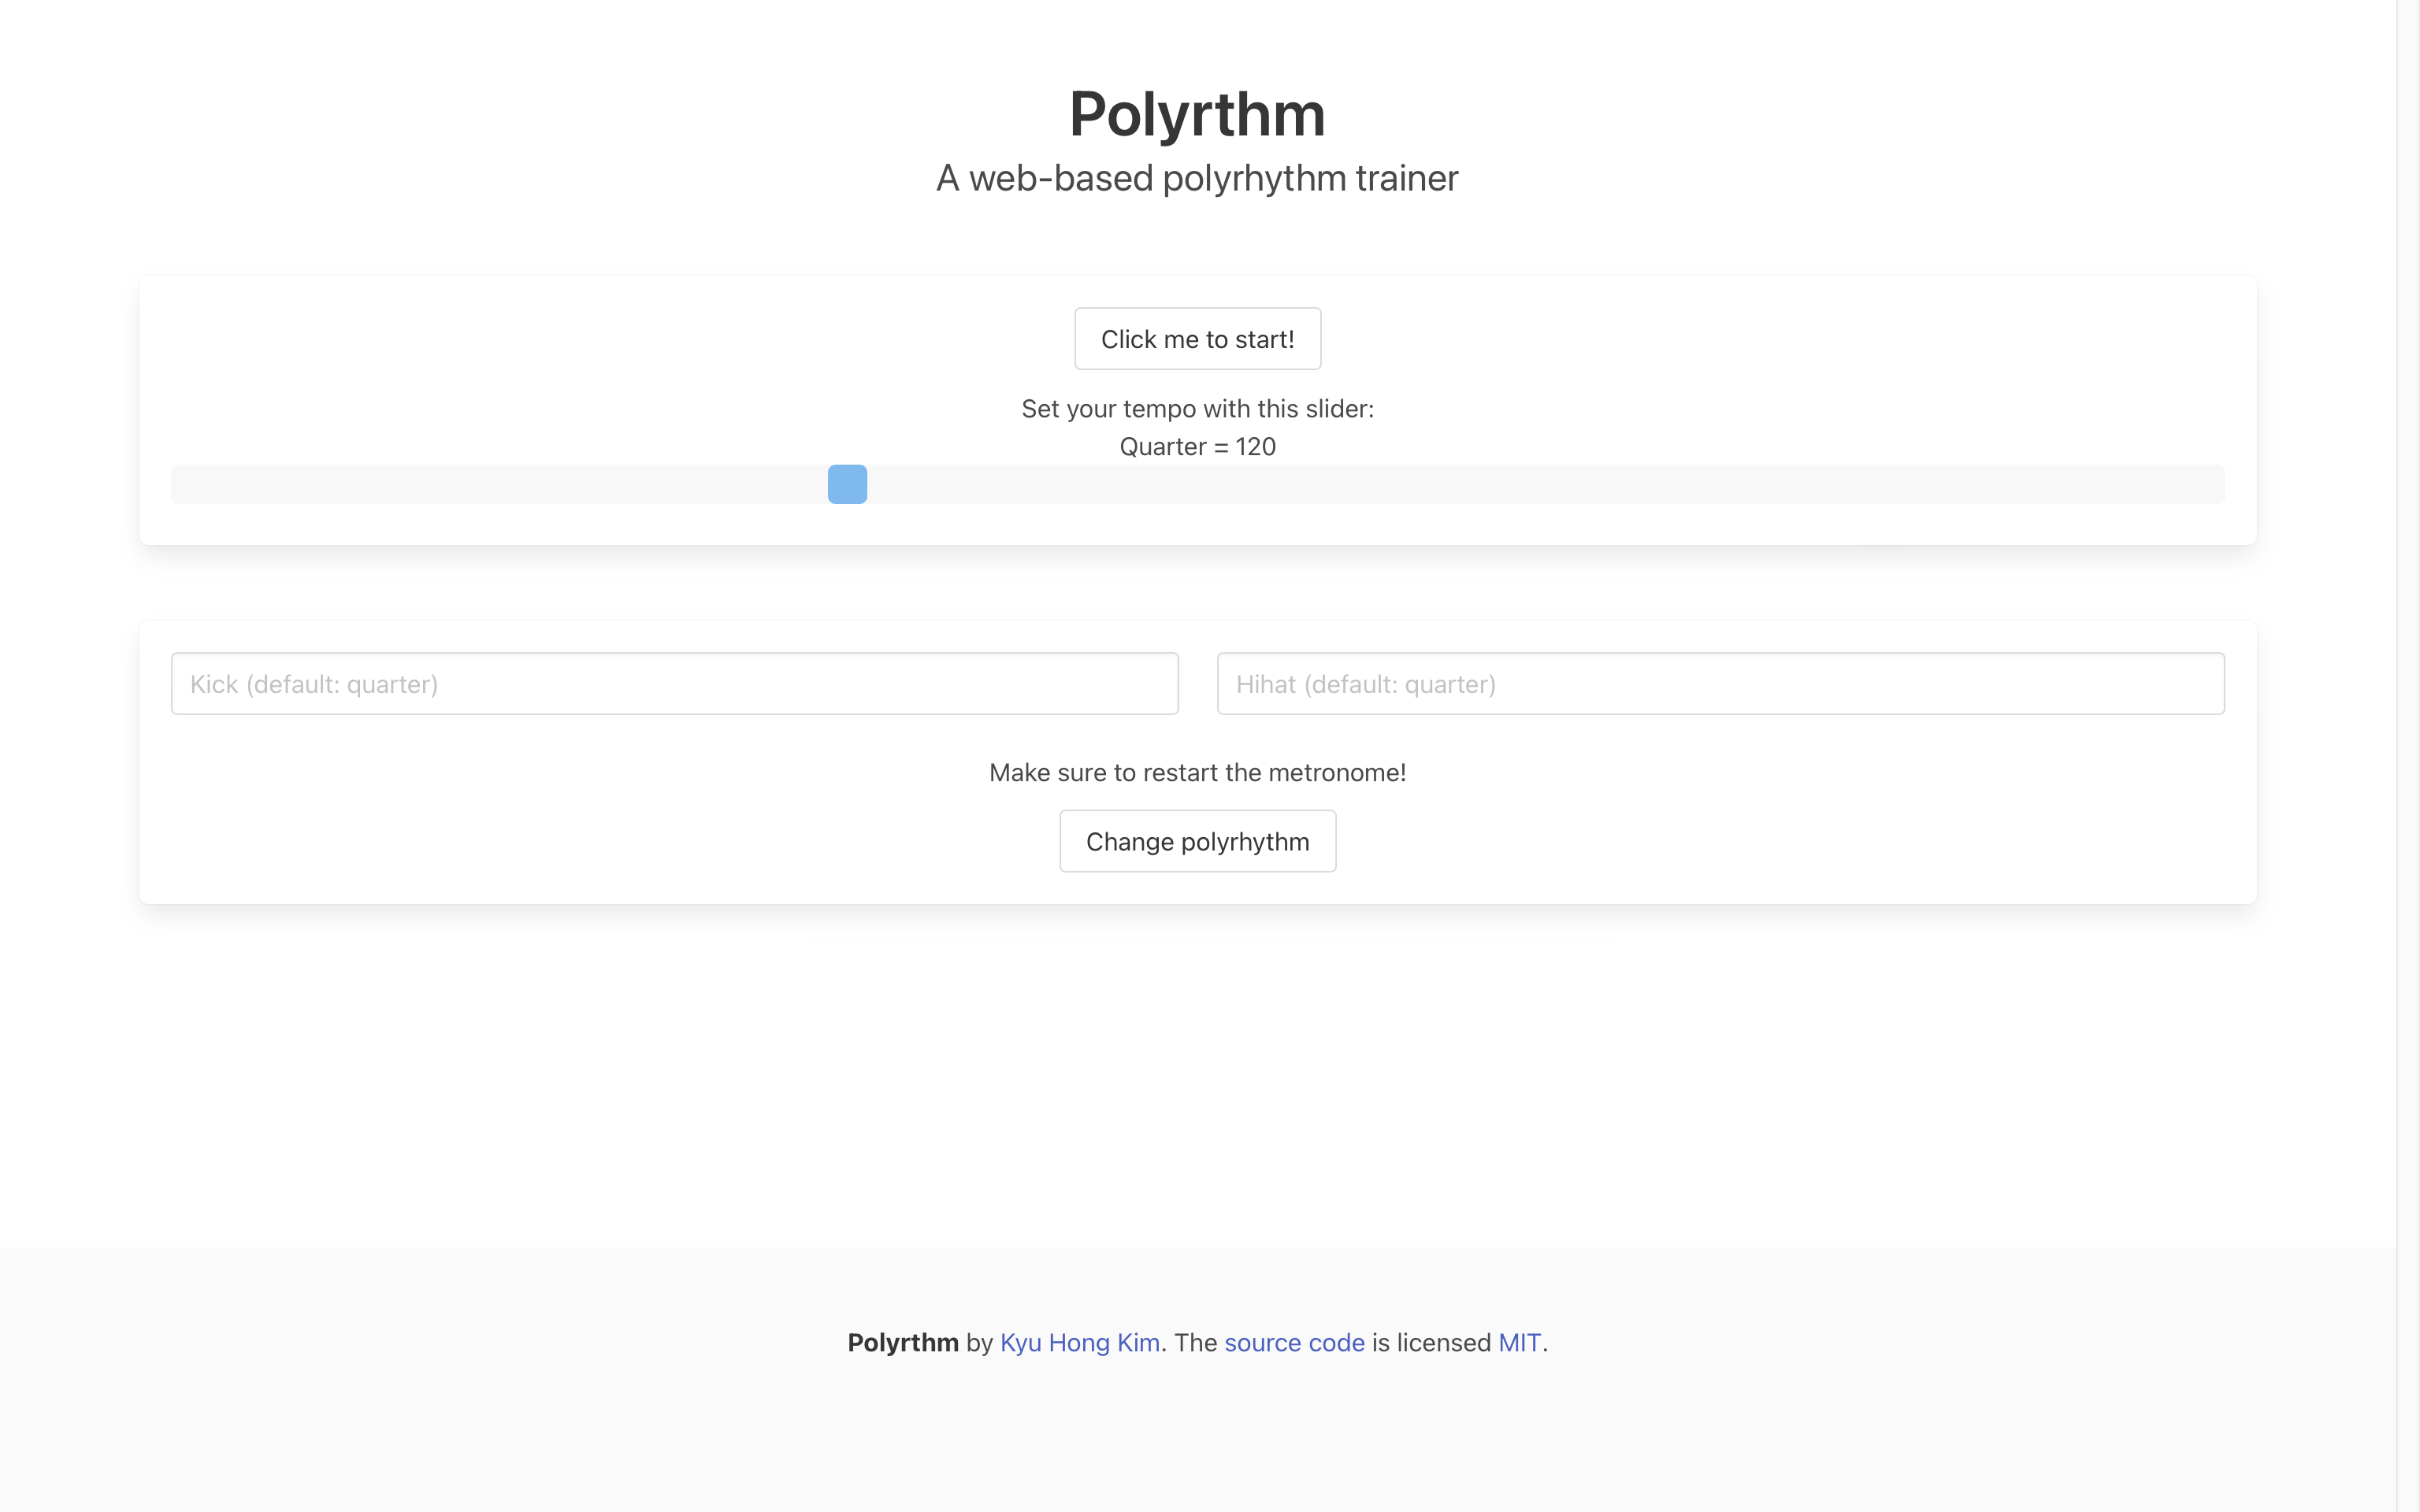 Polyrthm
A web-based polyrhythm trainer
Click me to start!
Set your tempo with this slider:
Quarter = 120
Kick (default: quarter)
Hihat (default: quarter)
Make sure to restart the metronome!
Change polyrhythm
Polyrthm by Kyu Hong Kim. The source code is licensed MIT.